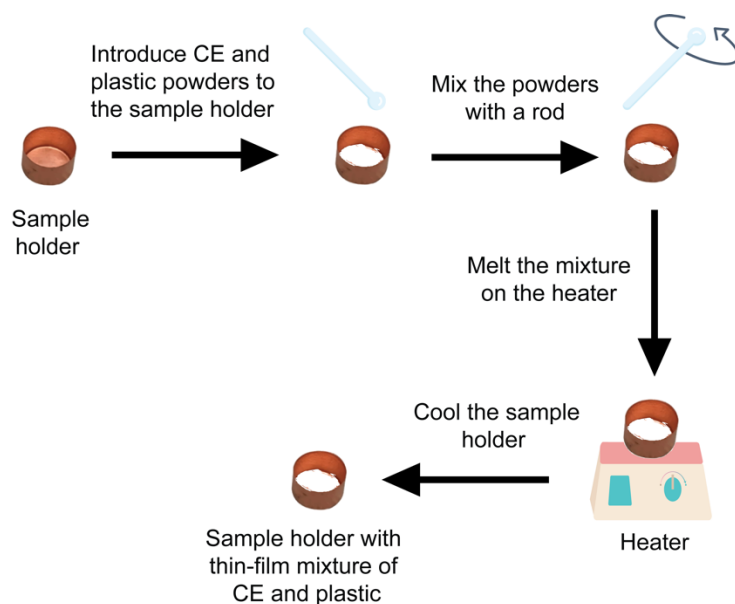 Introduce CE and
plastic powders to
the sample holder
Mix the powders
with a rod
Sample
holder
Melt the mixture
on the heater
Cool the sample
holder
Sample holder with
thin-film mixture of
CE and plastic
Heater